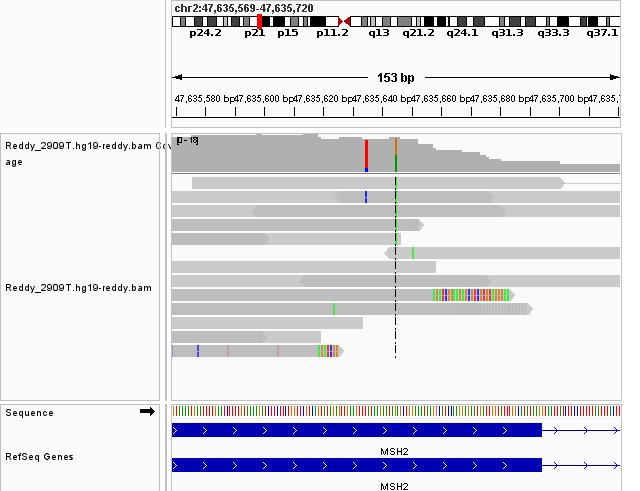 chr2:47,635,569-47,635,720
p24.2 p21 p15 p11.2 q13 q21.2 q24.1 q31.3 q33.3 q37.1
153 bp
47,635,580 bp 47,635,600 bp 47,635,620 bp 47,635,640 bp 47,635,660 bp 47,635,680 bp 47,635,700 bp 47,635,7
Reddy_2909T.hg19-reddy.bam Cov
age
[0 - 18]
Reddy_2909T.hg19-reddy.bam
Sequence
RefSeq Genes
MSH2
MSH2